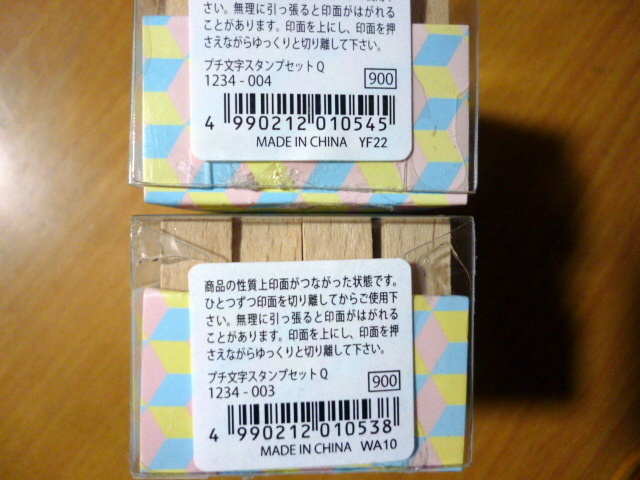 さい。無理に引っ張ると印面がはがれる
ことがあります。印面を上にし、印面を押
さえながらゆっくりと切り離して下さい。
プチ文字スタンプセットQ
1234-004
900
4 990212 010545
MADE IN CHINA YF22
商品の性質上印面がつながった状態です。
ひとつずつ印面を切り離してからご使用下
さい。無理に引っ張ると印面がはがれる
ことがあります。印面を上にし、印面を押
さえながらゆっくりと切り離して下さい。
プチ文字スタンプセットQ
1234-003
900
4 990212 010538
MADE IN CHINA WA10